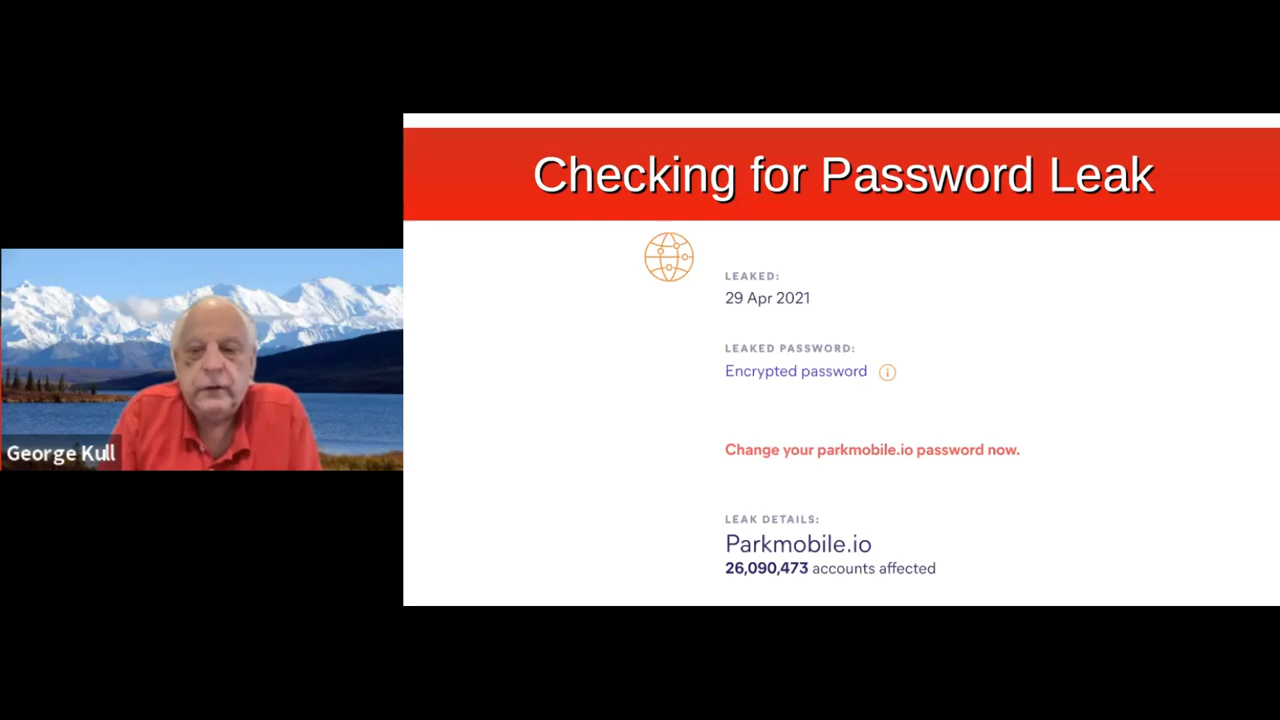 Checking for Password Leak
LEAKED:
29 Apr 2021
LEAKED PASSWORD:
Encrypted password
Change your parkmobile.io password now.
LEAK DETAILS:
Parkmobile.io
26,090,473 accounts affected
George Kull